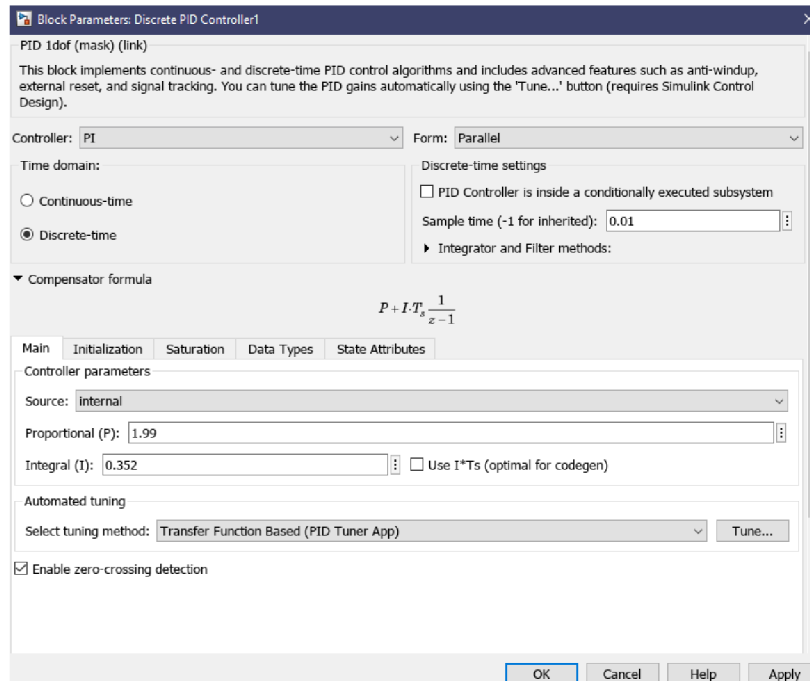 Block Parameters: Discrete PID Controller1
PID 1dof (mask) (link)
This block implements continuous- and discrete-time PID control algorithms and includes advanced features such as anti-windup,
external reset, and signal tracking. You can tune the PID gains automatically using the 'Tune...' button (requires Simulink Control
Design).
Controller: PI Form: Parallel
Time domain: Discrete-time settings
PID Controller is inside a conditionally executed subsystem
Continuous-time
Sample time (-1 for inherited): 0.01
Discrete-time
Integrator and Filter methods:
Compensator formula
P + I·T_s 1/(z − 1)
Main Initialization Saturation Data Types State Attributes
Controller parameters
Source: internal
Proportional (P): 1.99
Integral (I): 0.352 Use I*Ts (optimal for codegen)
Automated tuning
Select tuning method: Transfer Function Based (PID Tuner App) Tune...
Enable zero-crossing detection
OK Cancel Help Apply